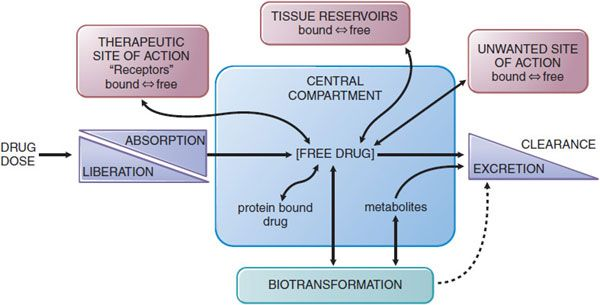 THERAPEUTIC
SITE OF ACTION
“Receptors”
bound ⇔ free
TISSUE RESERVOIRS
bound ⇔ free
UNWANTED SITE
OF ACTION
bound ⇔ free
CENTRAL
COMPARTMENT
DRUG
DOSE
ABSORPTION
LIBERATION
[FREE DRUG]
CLEARANCE
EXCRETION
protein bound
drug
metabolites
BIOTRANSFORMATION